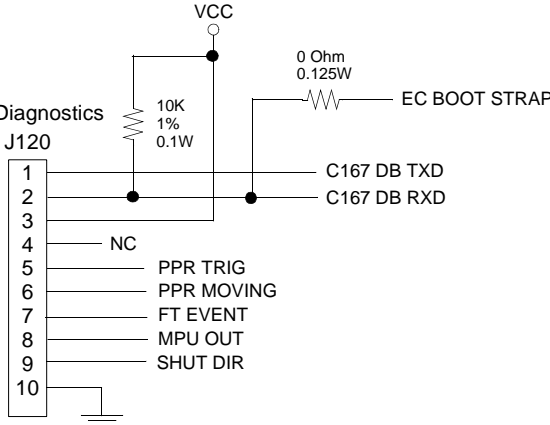 VCC
0 Ohm
0.125W
EC BOOT STRAP
Diagnostics
J120
10K
1%
0.1W
1 C167 DB TXD
2 C167 DB RXD
3
4 NC
5 PPR TRIG
6 PPR MOVING
7 FT EVENT
8 MPU OUT
9 SHUT DIR
10